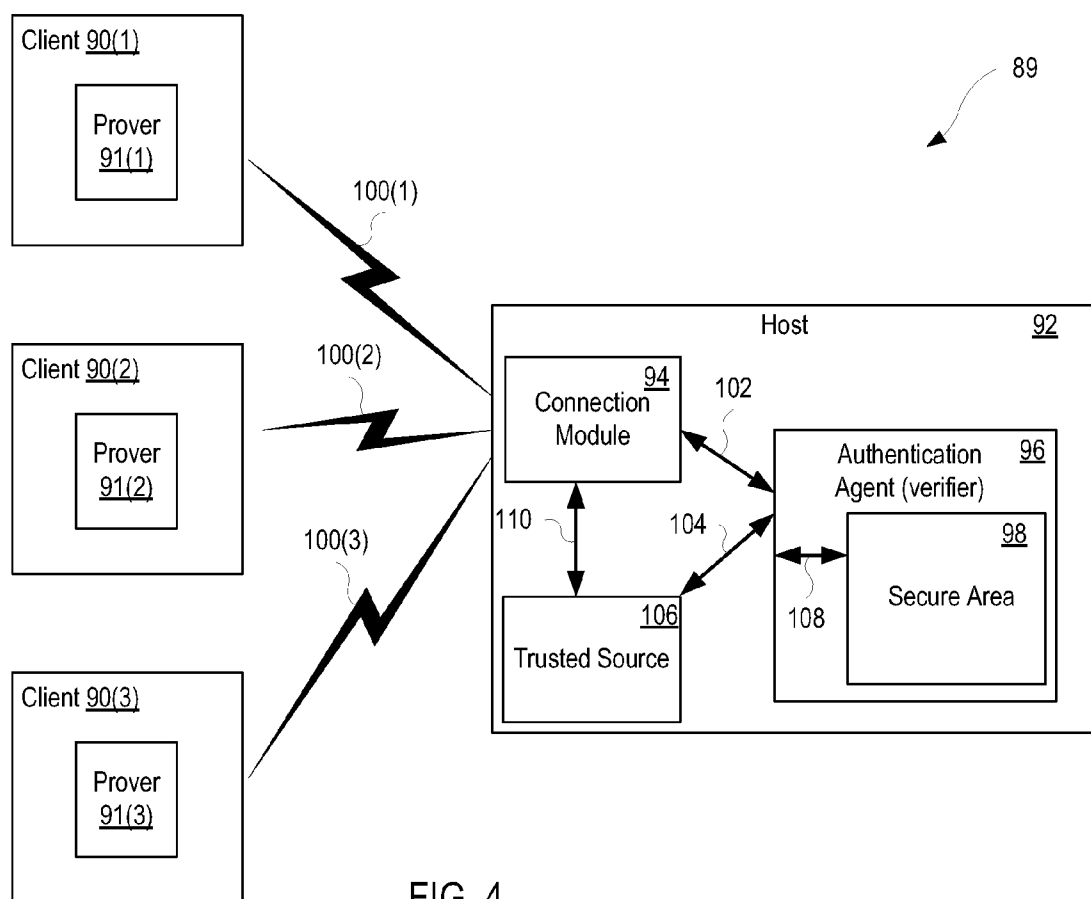 Client 90(1)
Prover
91(1)
89
100(1)
Client 90(2)
Prover
91(2)
100(2)
Host 92
94
Connection
Module
102
96
Authentication
Agent (verifier)
110
104
98
Secure Area
108
106
Trusted Source
100(3)
Client 90(3)
Prover
91(3)
FIG. 4